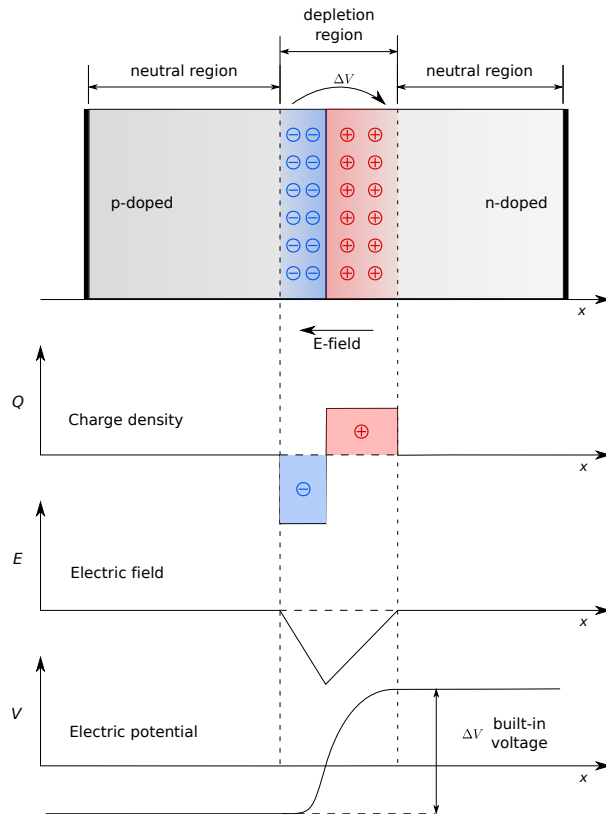 depletion
region
neutral region
neutral region
ΔV
p-doped
n-doped
x
E-field
Q
Charge density
x
E
Electric field
x
V
Electric potential
ΔV
built-in
voltage
x